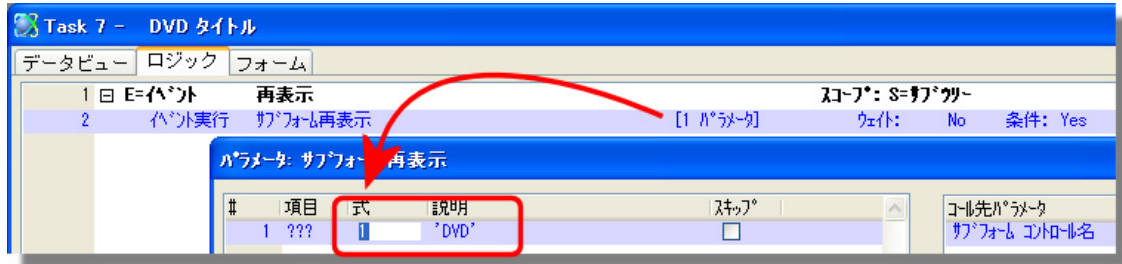 Task 7 - DVD タイトル
データビュー ロジック フォーム
1 E=ｲﾍﾞﾝﾄ 再表示 ｽｺｰﾌﾟ: S=ｻﾌﾞﾂﾘｰ
2 ｲﾍﾞﾝﾄ実行 ｻﾌﾞﾌｫｰﾑ再表示 [1 ﾊﾟﾗﾒｰﾀ] ｳｪｲﾄ: No 条件: Yes
ﾊﾟﾗﾒｰﾀ: ｻﾌﾞﾌｫｰ 再表示
# 項目 式 説明 ｽｷｯﾌﾟ ｺｰﾙ先ﾊﾟﾗﾒｰﾀ
1 ??? 1 'DVD' ｻﾌﾞﾌｫｰﾑ ｺﾝﾄﾛｰﾙ名